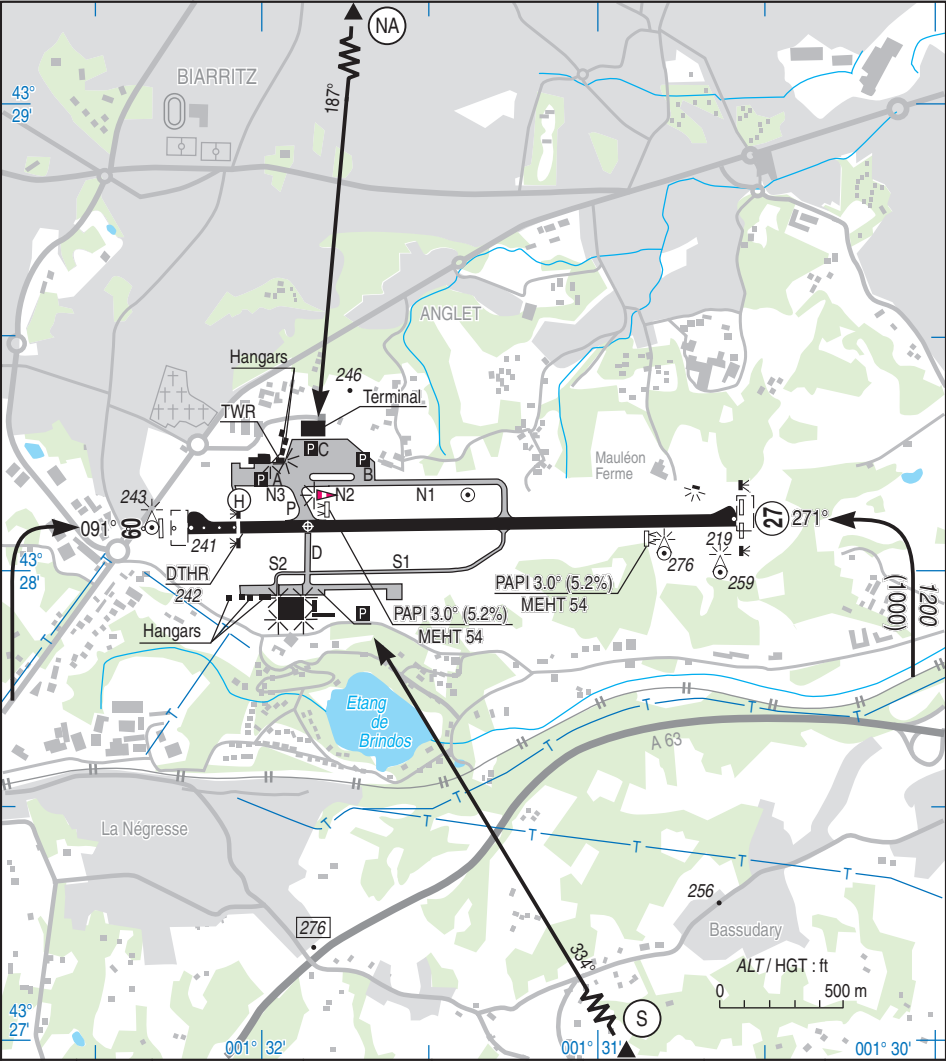 NA
BIARRITZ
187°
43°
29'
ANGLET
Hangars
246
Terminal
TWR
P
C
P
B
P
A
Mauléon
Ferme
H
N3
N2
N1
P
243
091°
09
241
27
271°
219
43°
28'
DTHR
242
D
S2
S1
276
259
PAPI 3.0° (5.2%)
MEHT 54
1200
(1000)
P
PAPI 3.0° (5.2%)
MEHT 54
Hangars
T
T
T
T
Etang
de
Brindos
T
T
A 63
T
T
La Négresse
T
T
T
T
256
276
Bassudary
334°
ALT / HGT : ft
0
500 m
S
43°
27'
001° 32'
001° 31'
001° 30'